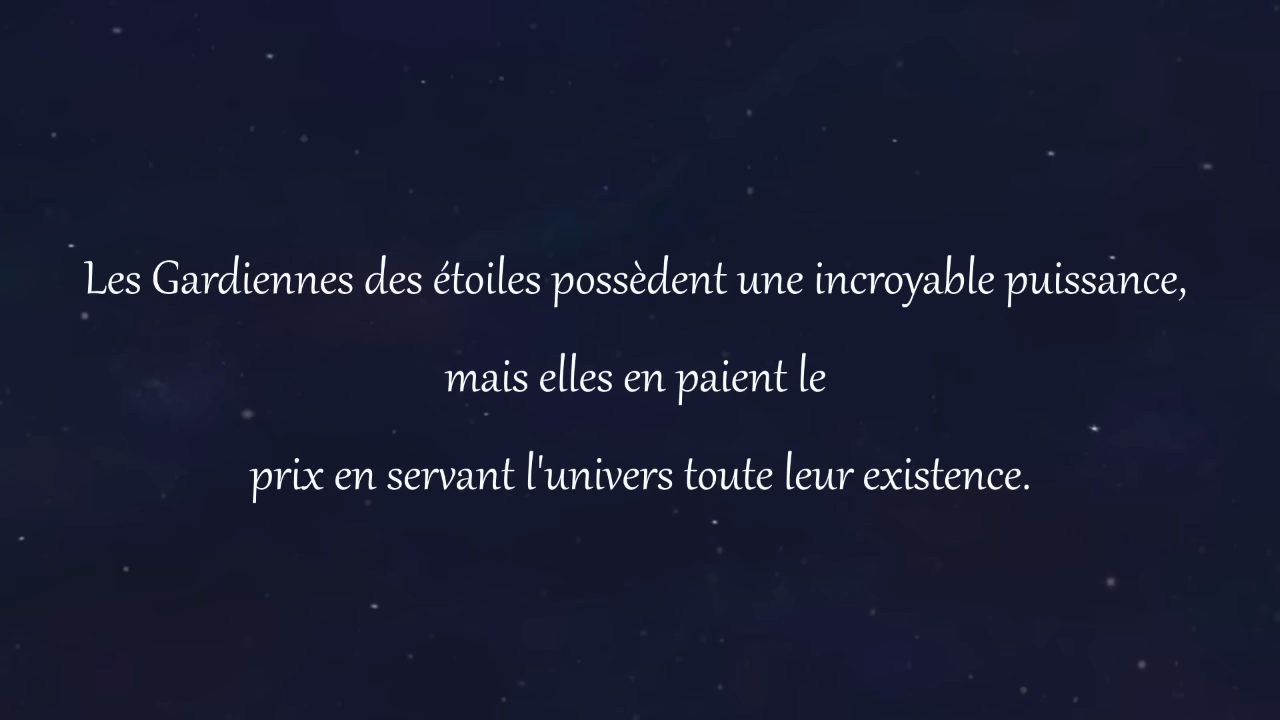 Les Gardiennes des étoiles possèdent une incroyable puissance,
mais elles en paient le
prix en servant l'univers toute leur existence.